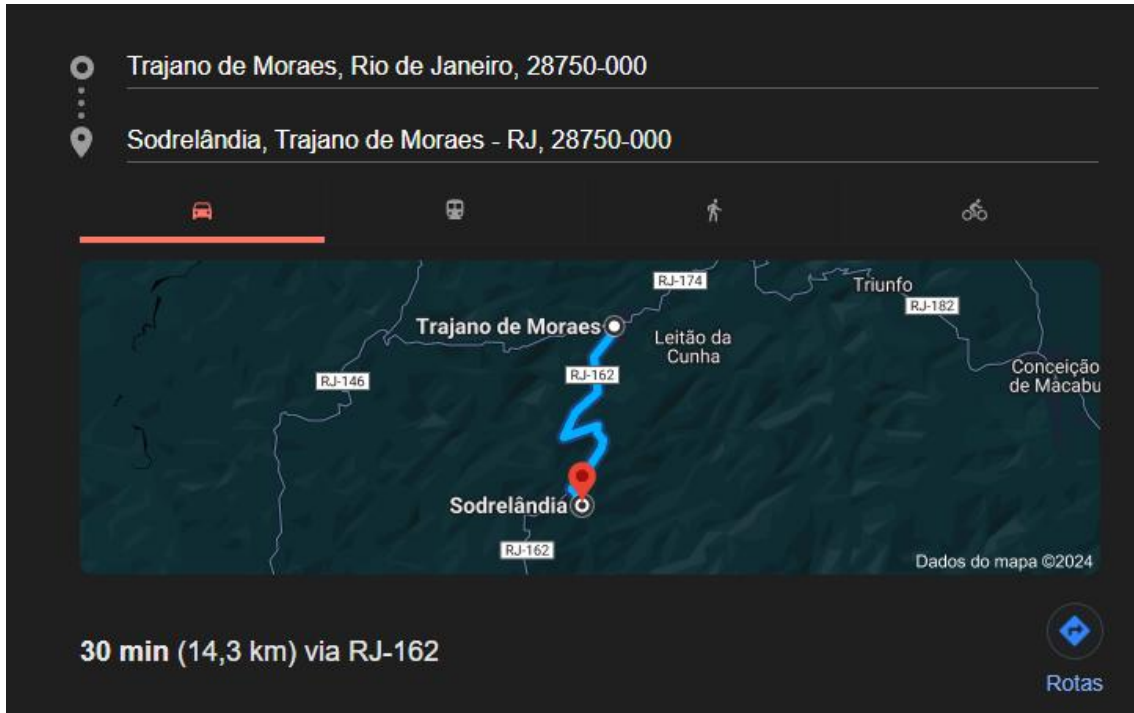 Trajano de Moraes, Rio de Janeiro, 28750-000
Sodrelândia, Trajano de Moraes - RJ, 28750-000
RJ-174
Triunfo
RJ-182
Trajano de Moraes
Leitão da
Cunha
RJ-146
RJ-162
Conceição
de Macabu
Sodrelândia
RJ-162
Dados do mapa ©2024
30 min (14,3 km) via RJ-162
Rotas